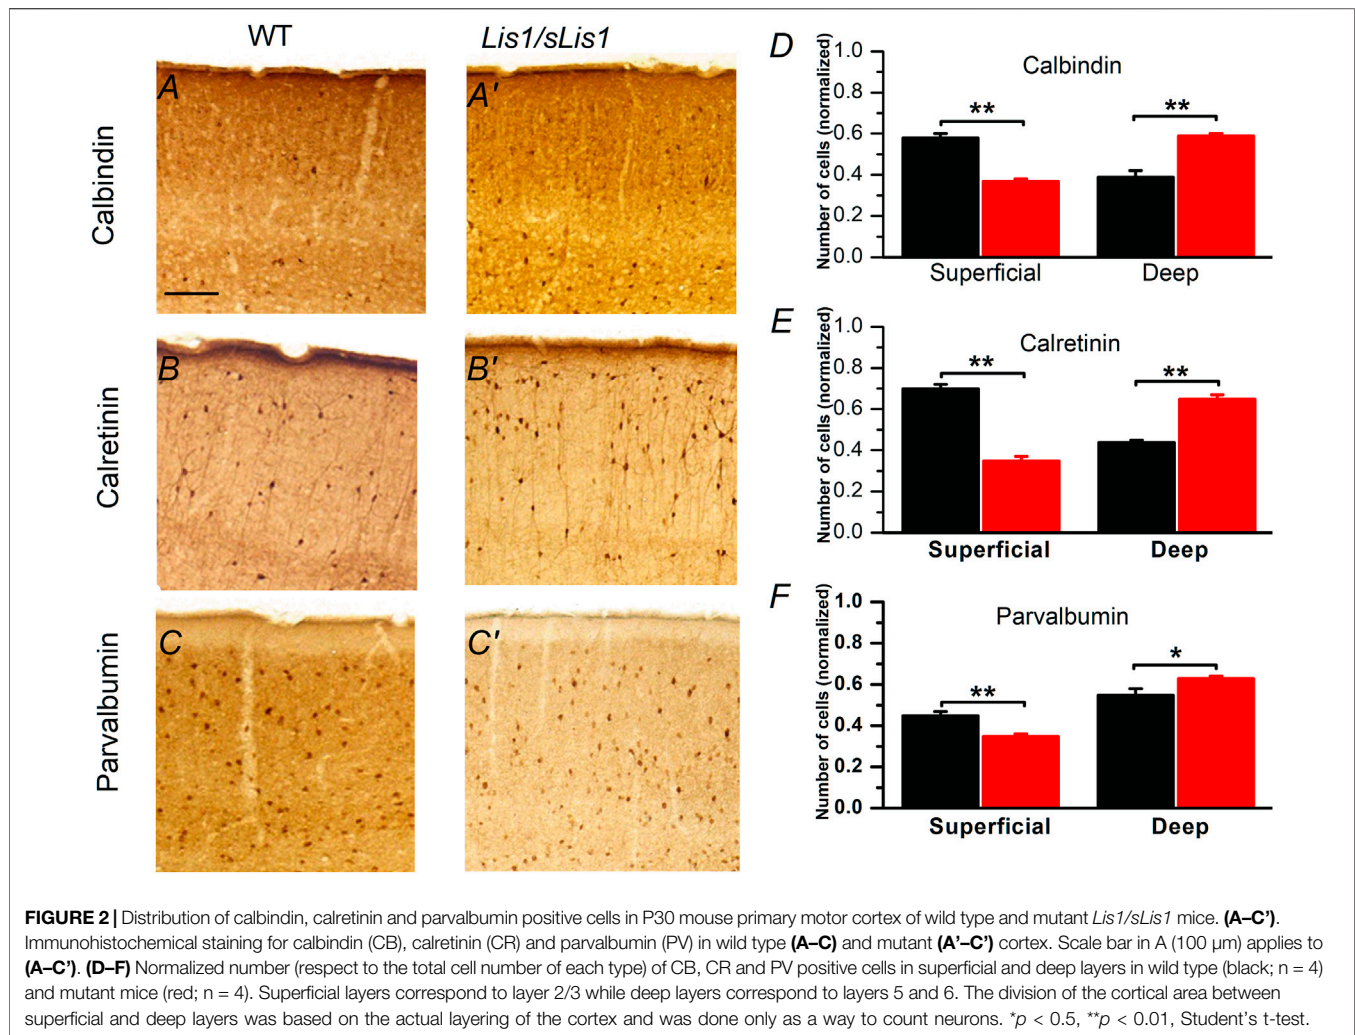 WT
Lis1/sLis1
Calbindin
A
A'
Calretinin
B
B'
Parvalbumin
C
C'
D
Calbindin
Number of cells (normalized)
1.0
0.8
0.6
0.4
0.2
0.0
**
**
Superficial
Deep
E
Calretinin
Number of cells (normalized)
1.0
0.8
0.6
0.4
0.2
0.0
**
**
Superficial
Deep
F
Parvalbumin
Number of cells (normalized)
1.0
0.8
0.6
0.4
0.2
0.0
**
*
Superficial
Deep
FIGURE 2 | Distribution of calbindin, calretinin and parvalbumin positive cells in P30 mouse primary motor cortex of wild type and mutant Lis1/sLis1 mice. (A–C’).
Immunohistochemical staining for calbindin (CB), calretinin (CR) and parvalbumin (PV) in wild type (A–C) and mutant (A’–C’) cortex. Scale bar in A (100 µm) applies to
(A–C’). (D–F) Normalized number (respect to the total cell number of each type) of CB, CR and PV positive cells in superficial and deep layers in wild type (black; n = 4)
and mutant mice (red; n = 4). Superficial layers correspond to layer 2/3 while deep layers correspond to layers 5 and 6. The division of the cortical area between
superficial and deep layers was based on the actual layering of the cortex and was done only as a way to count neurons. *p < 0.5, **p < 0.01, Student’s t-test.